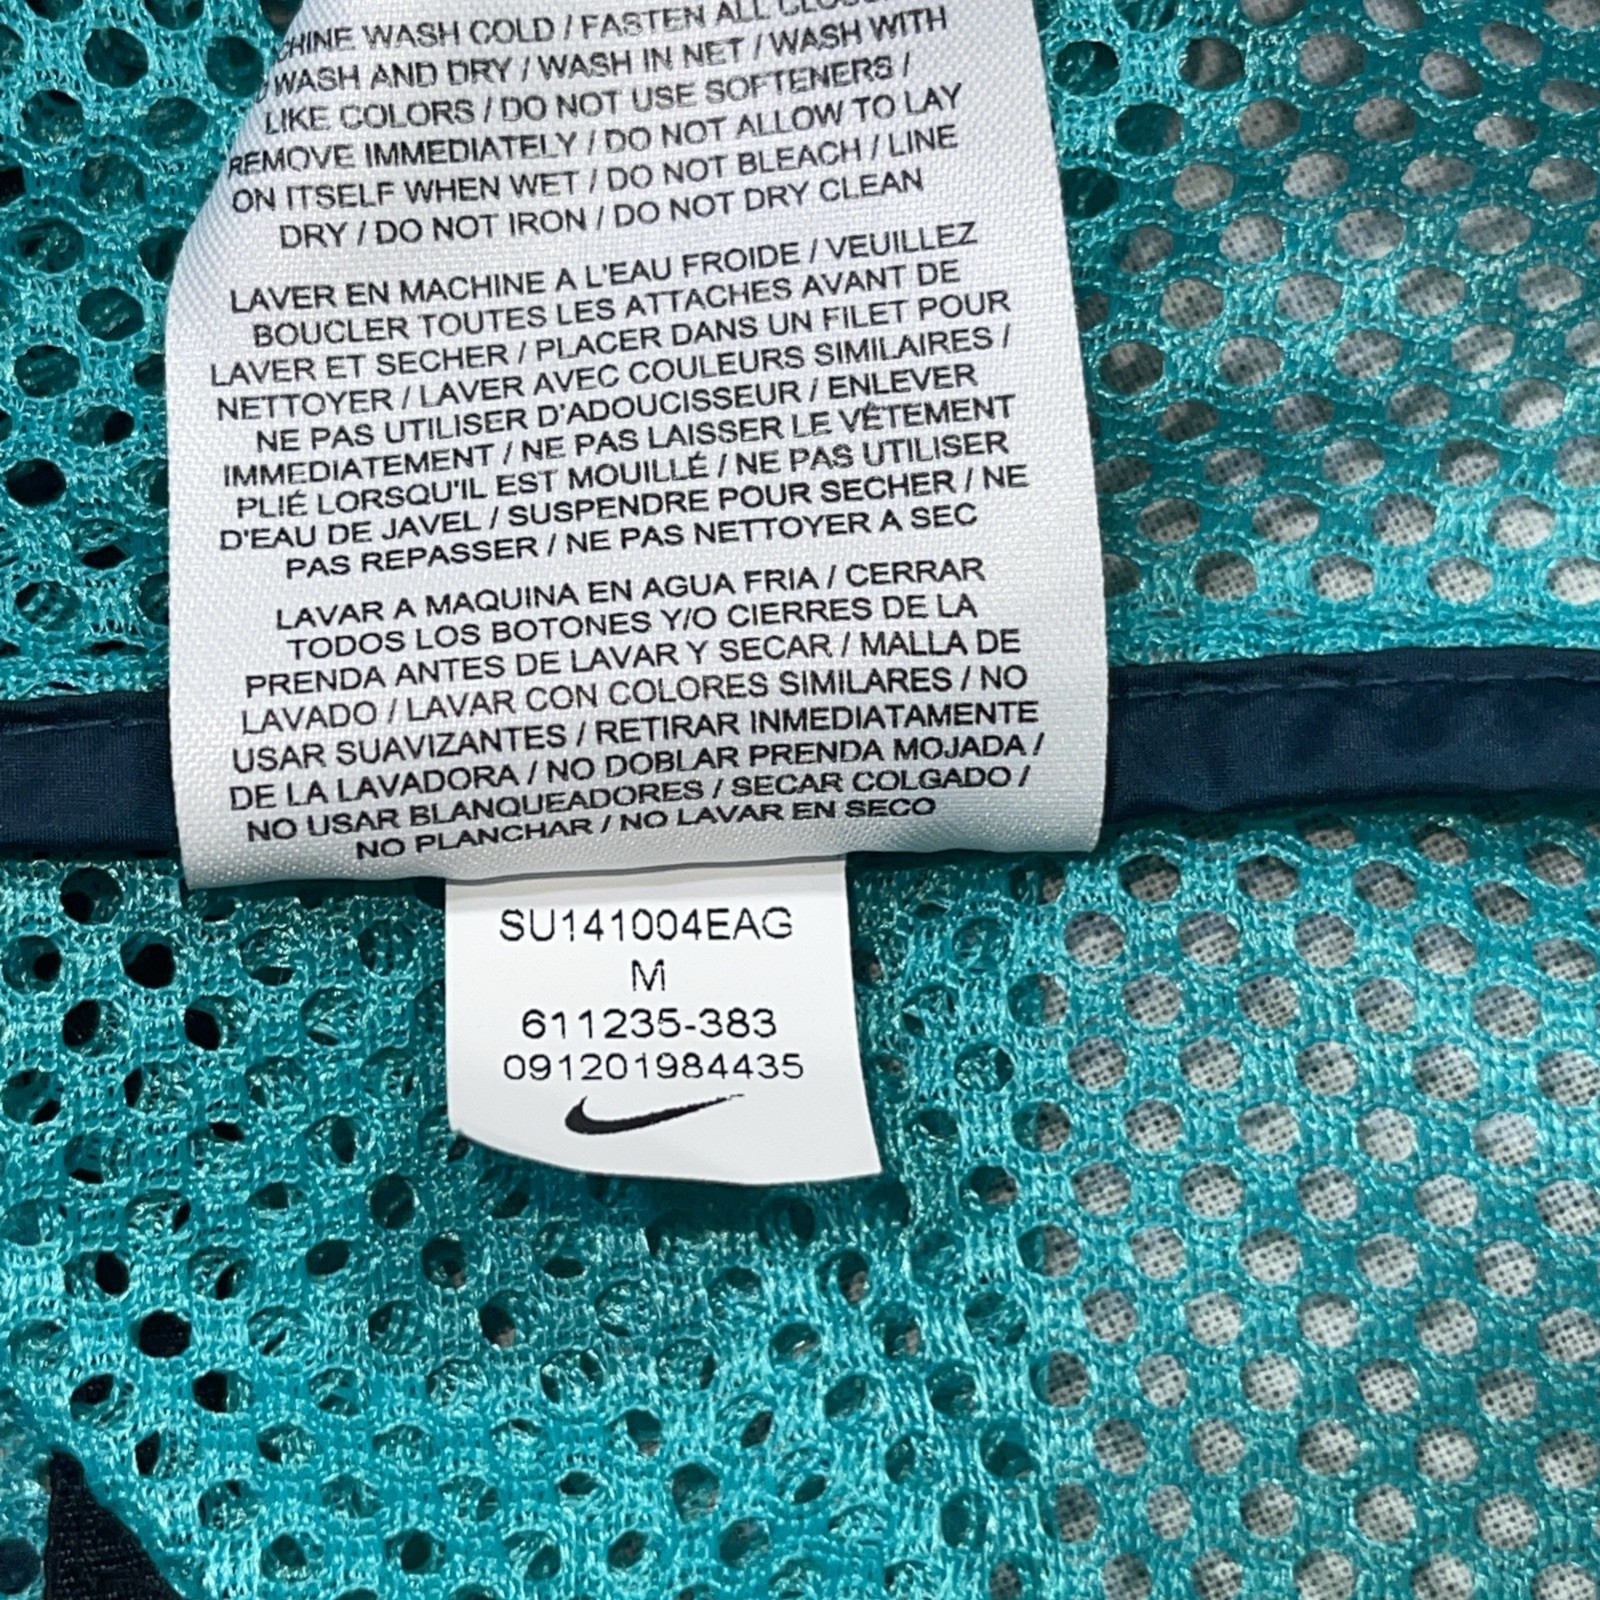 WASH COLD / FASTEN ALL
WASH AND DRY / WASH IN NET / WASH WITH
LIKE COLORS / DO NOT USE SOFTENERS /
REMOVE IMMEDIATELY / DO NOT ALLOW TO LAY
ON ITSELF WHEN WET / DO NOT BLEACH / LINE
DRY / DO NOT IRON / DO NOT DRY CLEAN
LAVER EN MACHINE A L'EAU FROIDE / VEUILLEZ
BOUCLER TOUTES LES ATTACHES AVANT DE
LAVER ET SECHER / PLACER DANS UN FILET POUR
NETTOYER / LAVER AVEC COULEURS SIMILAIRES /
NE PAS UTILISER D'ADOUCISSEUR / ENLEVER
IMMEDIATEMENT / NE PAS LAISSER LE VÊTEMENT
PLIÉ LORSQU'IL EST MOUILLÉ / NE PAS UTILISER
D'EAU DE JAVEL / SUSPENDRE POUR SECHER / NE
PAS REPASSER / NE PAS NETTOYER A SEC
LAVAR A MAQUINA EN AGUA FRIA / CERRAR
TODOS LOS BOTONES Y/O CIERRES DE LA
PRENDA ANTES DE LAVAR Y SECAR / MALLA DE
LAVADO / LAVAR CON COLORES SIMILARES / NO
USAR SUAVIZANTES / RETIRAR INMEDIATAMENTE
DE LA LAVADORA / NO DOBLAR PRENDA MOJADA /
NO USAR BLANQUEADORES / SECAR COLGADO /
NO PLANCHAR / NO LAVAR EN SECO
SU141004EAG
M
611235-383
091201984435